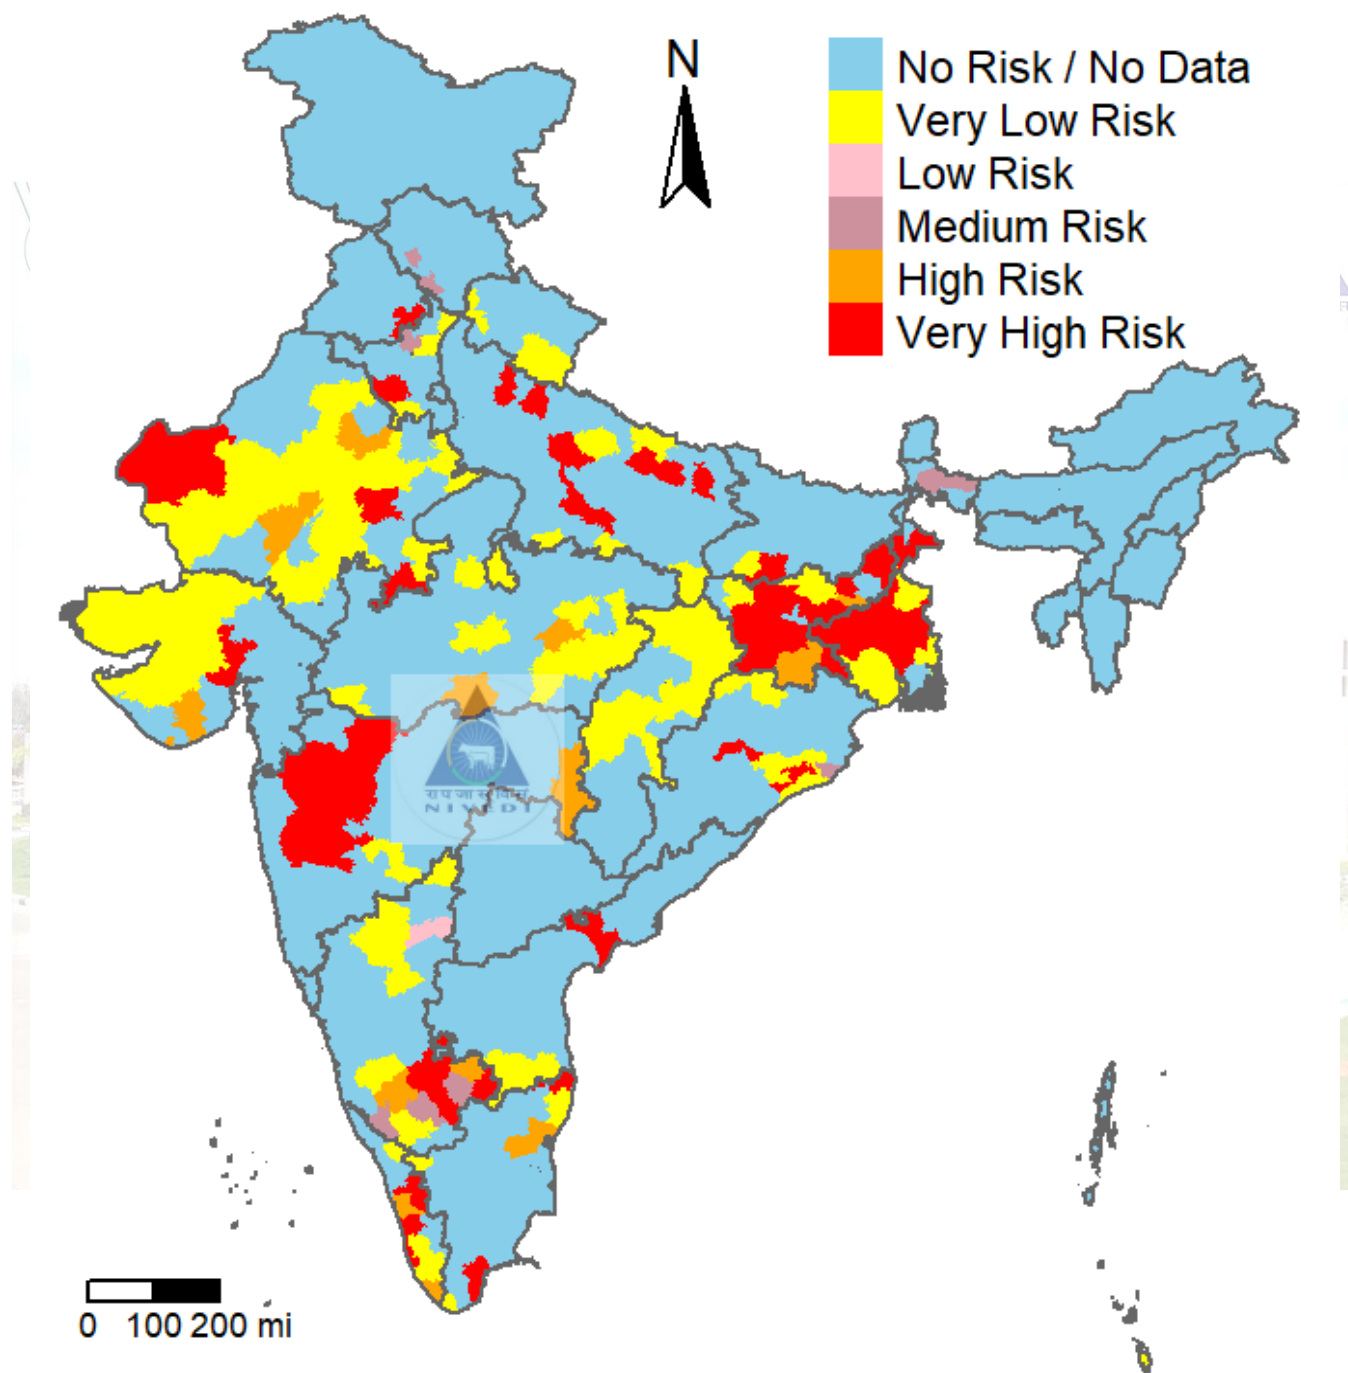 N
No Risk / No Data
Very Low Risk
Low Risk
Medium Risk
High Risk
Very High Risk
NIVEDI
0 100 200 mi